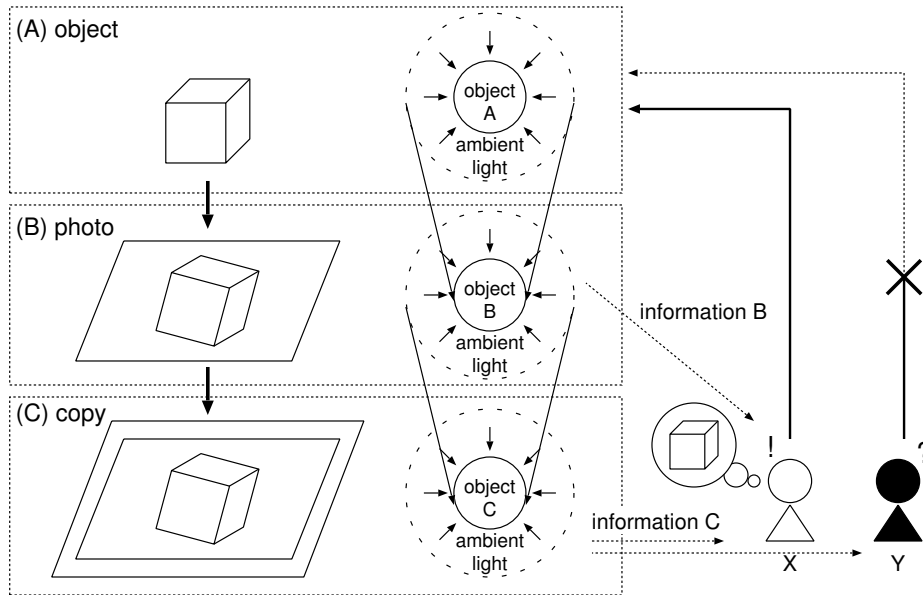 (A) object
object
A
ambient
light
(B) photo
object
B
ambient
light
information B
(C) copy
object
C
ambient
light
!
?
information C
X
Y